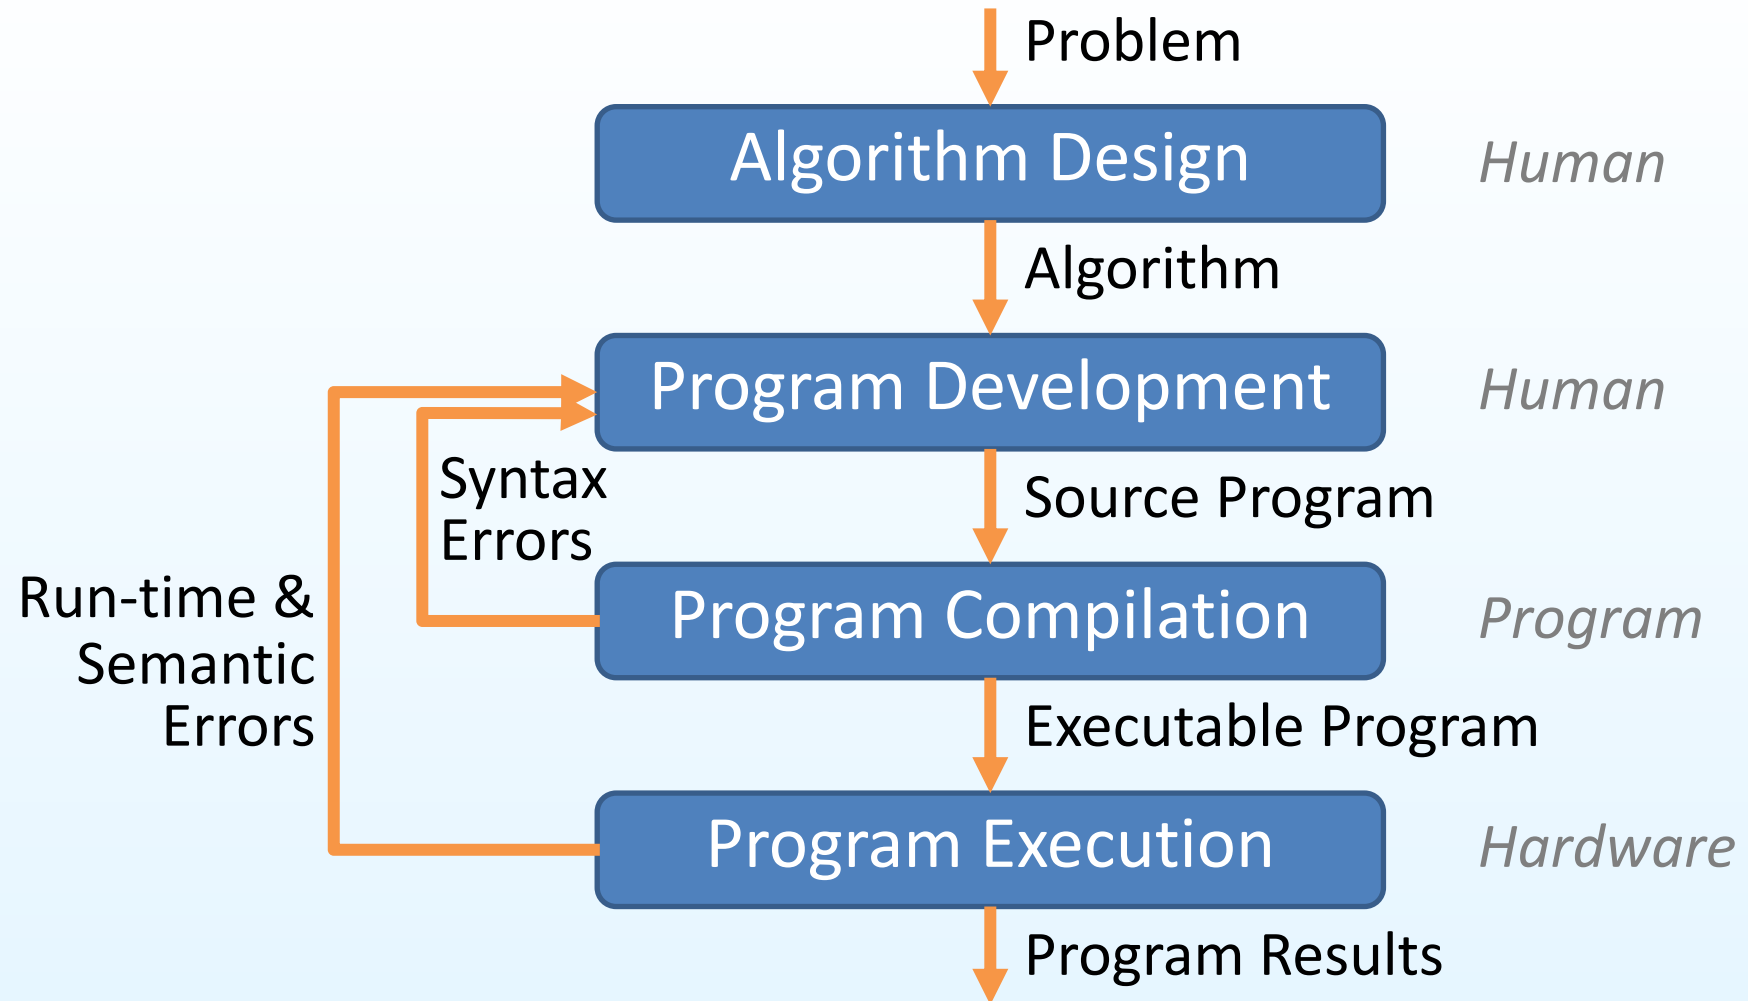 Problem
Algorithm Design
Human
Algorithm
Program Development
Human
Syntax
Errors
Source Program
Run-time &
Semantic
Errors
Program Compilation
Program
Executable Program
Program Execution
Hardware
Program Results